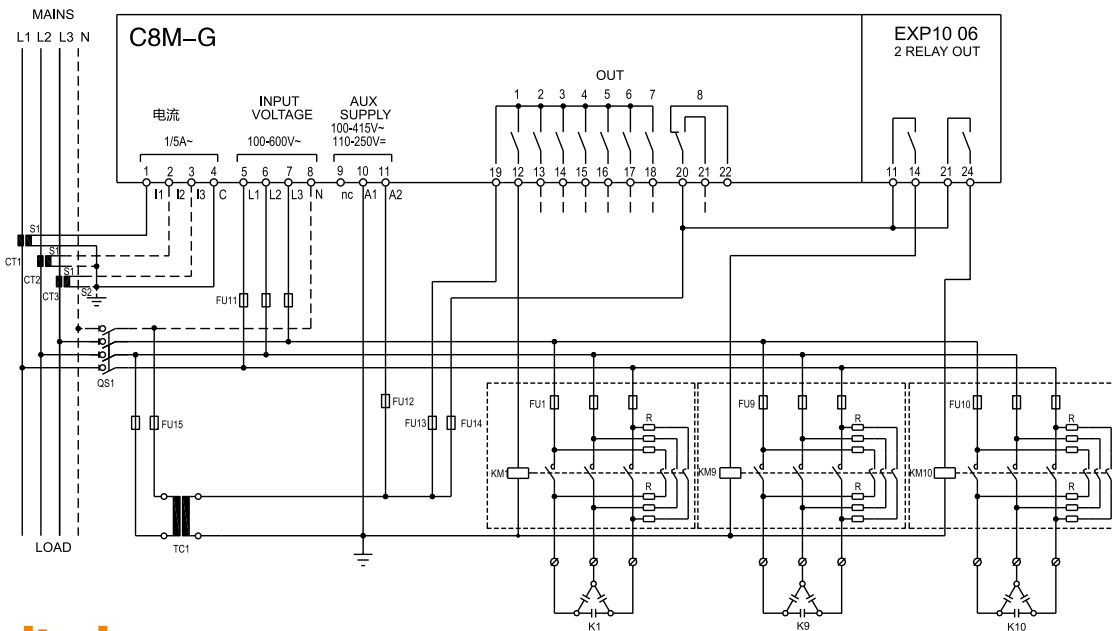 MAINS
L1 L2 L3 N
C8M-G
EXP10 06
2 RELAY OUT
OUT
电流
INPUT
VOLTAGE
AUX
SUPPLY
100-415V~
110-250V=
1/5A~
100-600V~
1 2 3 4 5 6 7 8
1 2 3 4 5 6 7 8 9 10 11
19 12 13 14 15 16 17 18 20 21 22
11 14 21 24
I1 I2 I3 C L1 L2 L3 N nc A1 A2
S1
CT1
S1
CT2
S1
CT3
S2
FU11
QS1
FU15
FU12
FU13
FU14
FU1
FU9
FU10
R
R
R
KM1
KM9
KM10
R
R
R
LOAD
TC1
K1
K9
K10